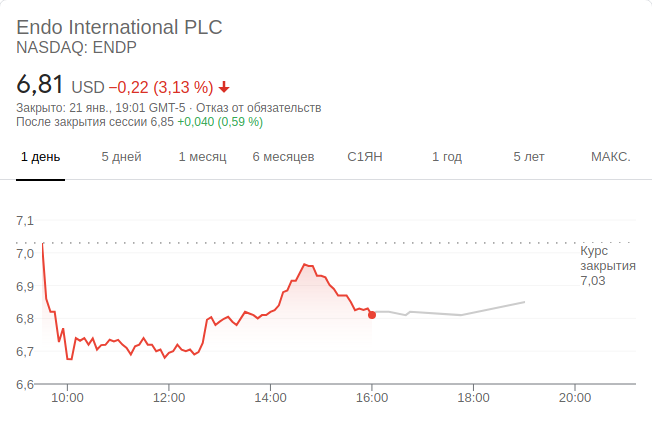 Endo International PLC
NASDAQ: ENDP
6,81 USD −0,22 (3,13 %)
Закрыто: 21 янв., 19:01 GMT-5 · Отказ от обязательств
После закрытия сессии 6,85 +0,040 (0,59 %)
1 день 5 дней 1 месяц 6 месяцев С1ЯН 1 год 5 лет МАКС.
7,1
7,0
6,9
6,8
6,7
6,6
Курс
закрытия
7,03
10:00 12:00 14:00 16:00 18:00 20:00